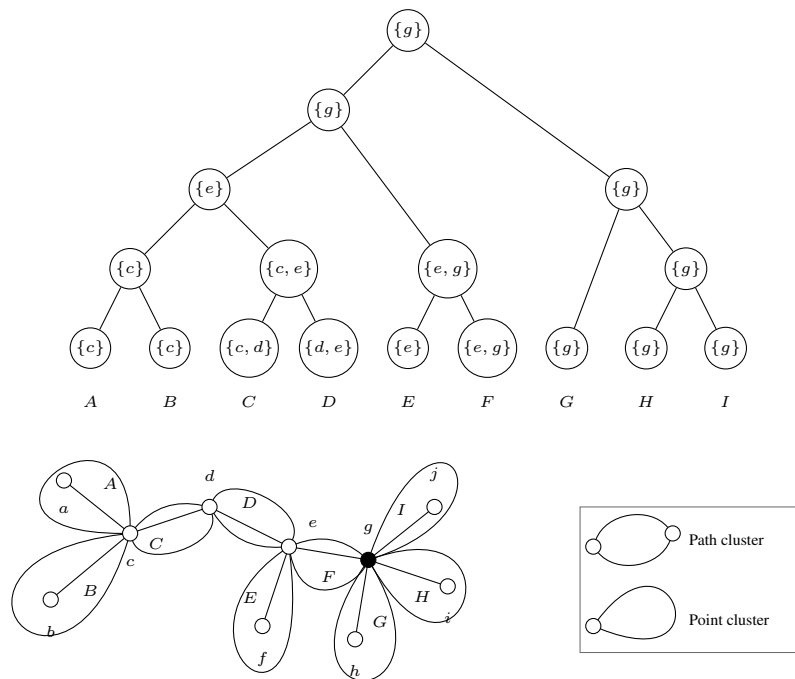 {g}
{g}
{e} {g}
{c} {c, e} {e, g} {g}
{c} {c} {c, d} {d, e} {e} {e, g} {g} {g} {g}
A B C D E F G H I
d j
a A D e g I
C Path cluster
c F
B E H
G i Point cluster
b f h